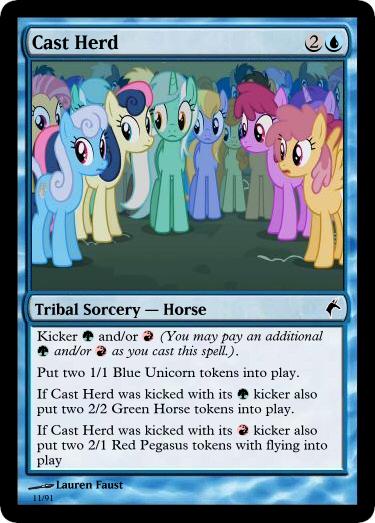 Cast Herd 2
Tribal Sorcery — Horse
Kicker and/or (You may pay an additional
and/or as you cast this spell.).
Put two 1/1 Blue Unicorn tokens into play.
If Cast Herd was kicked with its kicker also
put two 2/2 Green Horse tokens into play.
If Cast Herd was kicked with its kicker also
put two 2/1 Red Pegasus tokens with flying into
play
Lauren Faust
11/91